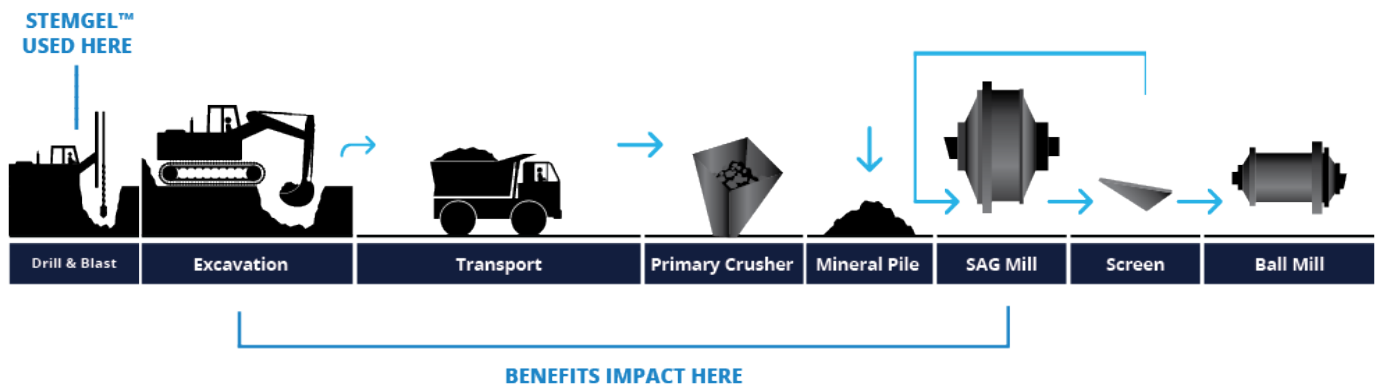 STEMGEL™
USED HERE
Drill & Blast
Excavation
Transport
Primary Crusher
Mineral Pile
SAG Mill
Screen
Ball Mill
BENEFITS IMPACT HERE